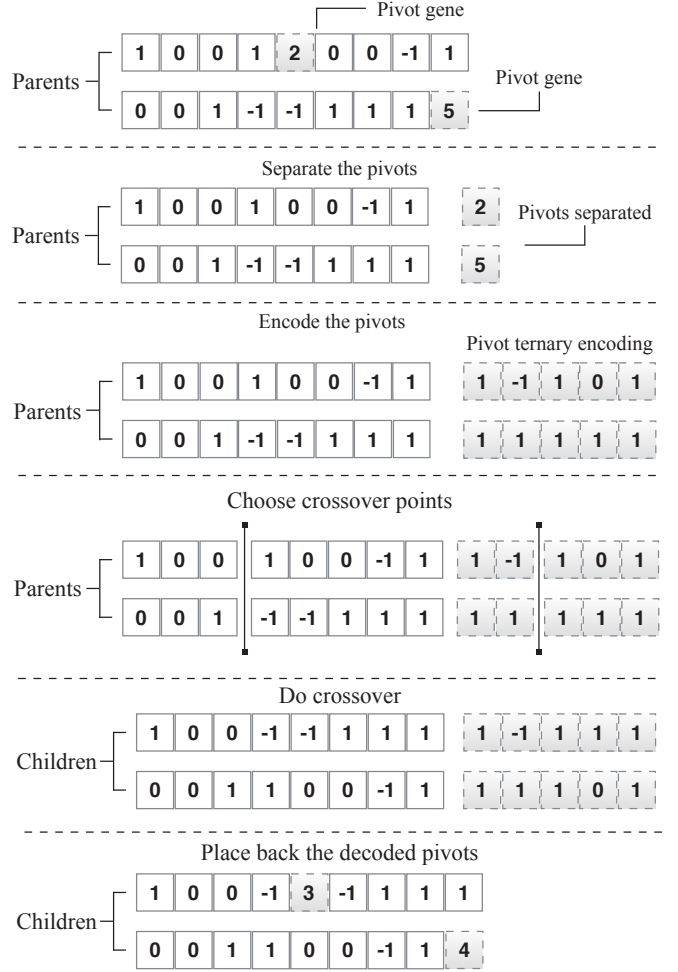 Pivot gene
1 0 0 1 2 0 0 -1 1
Parents
Pivot gene
0 0 1 -1 -1 1 1 1 5
Separate the pivots
1 0 0 1 0 0 -1 1 2
Parents
Pivots separated
0 0 1 -1 -1 1 1 1 5
Encode the pivots
Pivot ternary encoding
1 0 0 1 0 0 -1 1 1 -1 1 0 1
Parents
0 0 1 -1 -1 1 1 1 1 1 1 1 1
Choose crossover points
1 0 0 1 0 0 -1 1 1 -1 1 0 1
Parents
0 0 1 -1 -1 1 1 1 1 1 1 1 1
Do crossover
1 0 0 -1 -1 1 1 1 1 -1 1 1 1
Children
0 0 1 1 0 0 -1 1 1 1 1 0 1
Place back the decoded pivots
1 0 0 -1 3 -1 1 1 1
Children
0 0 1 1 0 0 -1 1 4